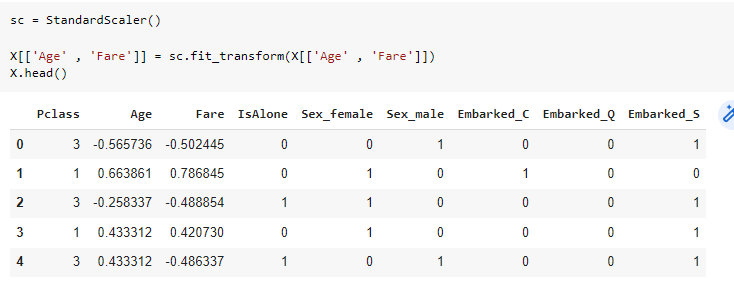 sc = StandardScaler()
X[['Age' , 'Fare']] = sc.fit_transform(X[['Age' , 'Fare']])
X.head()
Pclass Age Fare IsAlone Sex_female Sex_male Embarked_C Embarked_Q Embarked_S
0 3 -0.565736 -0.502445 0 0 1 0 0 1
1 1 0.663861 0.786845 0 1 0 1 0 0
2 3 -0.258337 -0.488854 1 1 0 0 0 1
3 1 0.433312 0.420730 0 1 0 0 0 1
4 3 0.433312 -0.486337 1 0 1 0 0 1